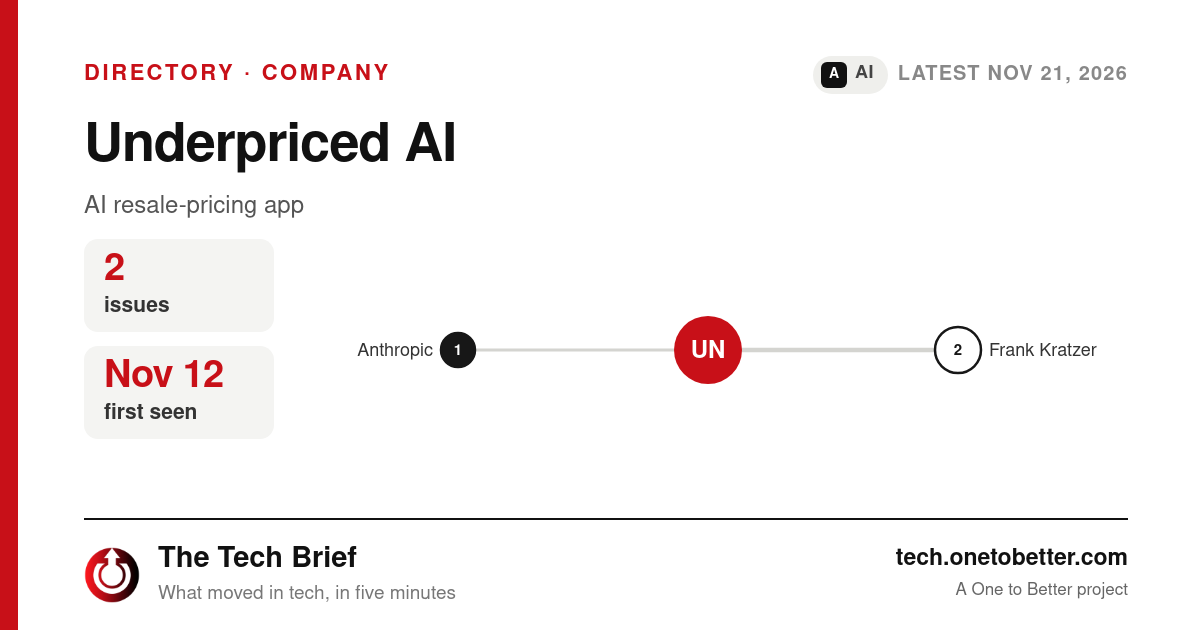 DIRECTORY · COMPANY
A AI LATEST NOV 21, 2026
Underpriced AI
AI resale-pricing app
2
issues
Nov 12
first seen
Anthropic 1 UN 2 Frank Kratzer
The Tech Brief
What moved in tech, in five minutes
tech.onetobetter.com
A One to Better project